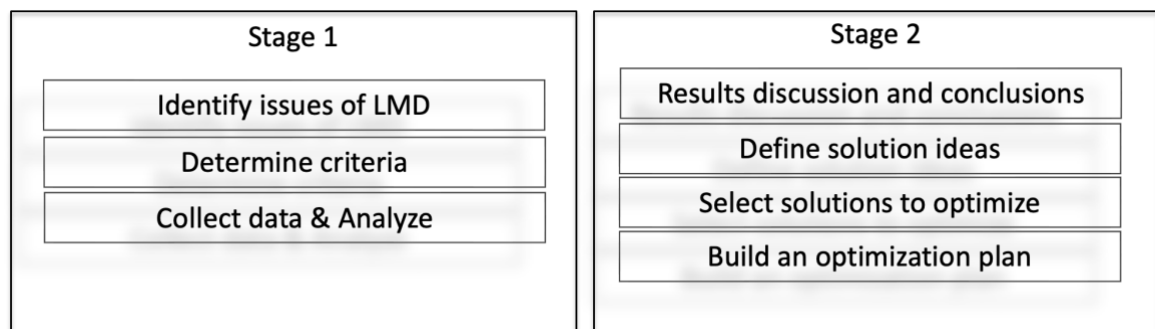 Stage 1
Identify issues of LMD
Determine criteria
Collect data & Analyze
Stage 2
Results discussion and conclusions
Define solution ideas
Select solutions to optimize
Build an optimization plan